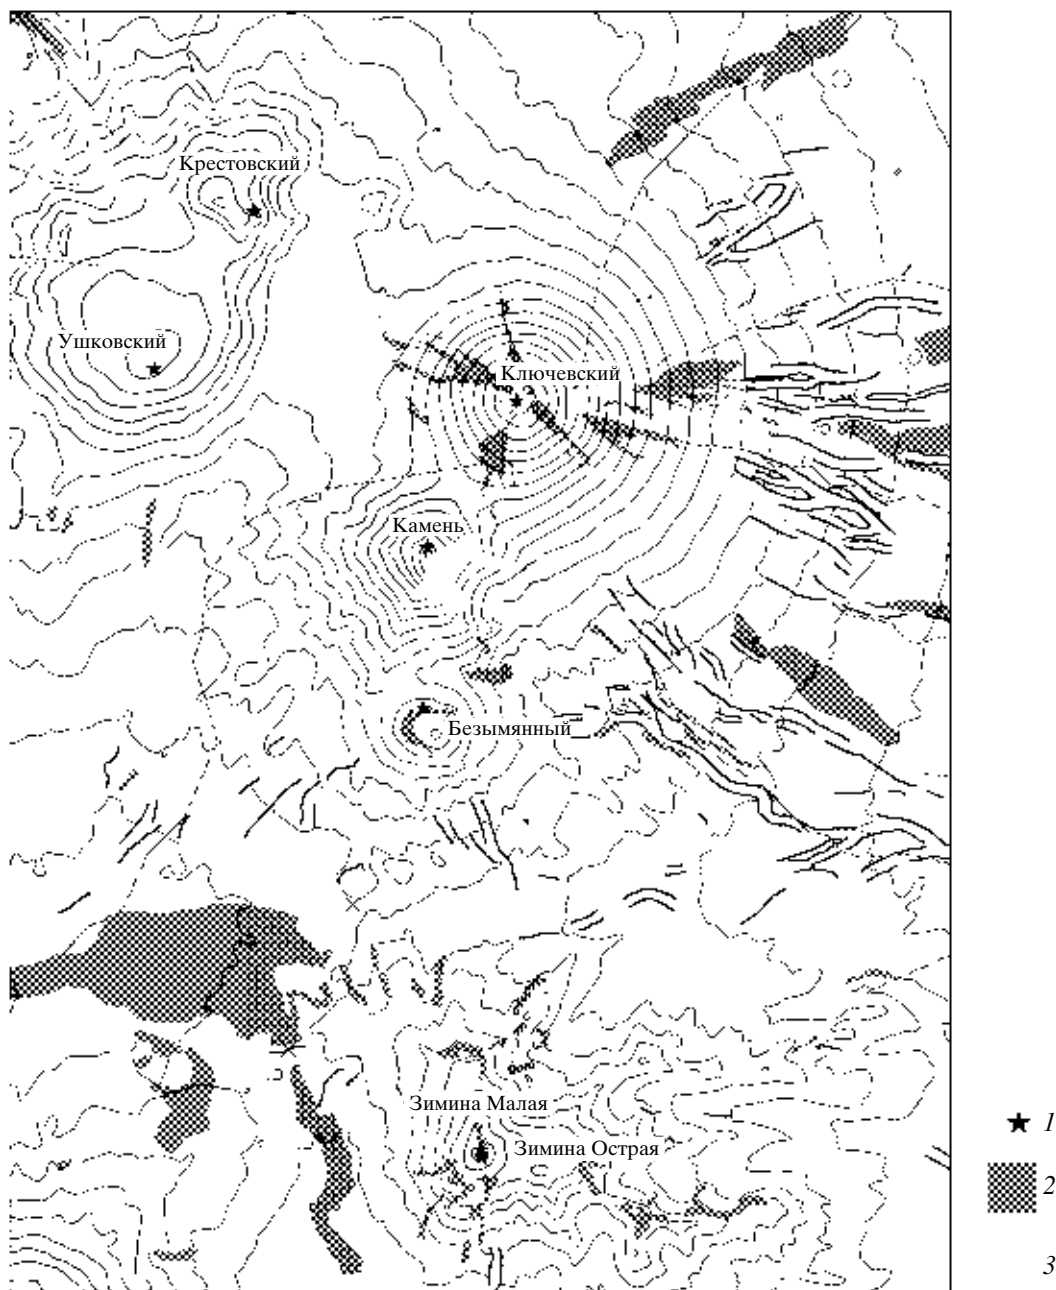 Крестовский
Ушковский
Ключевский
Камень
Безымянный
Зимина Малая
Зимина Острая
1
2
3